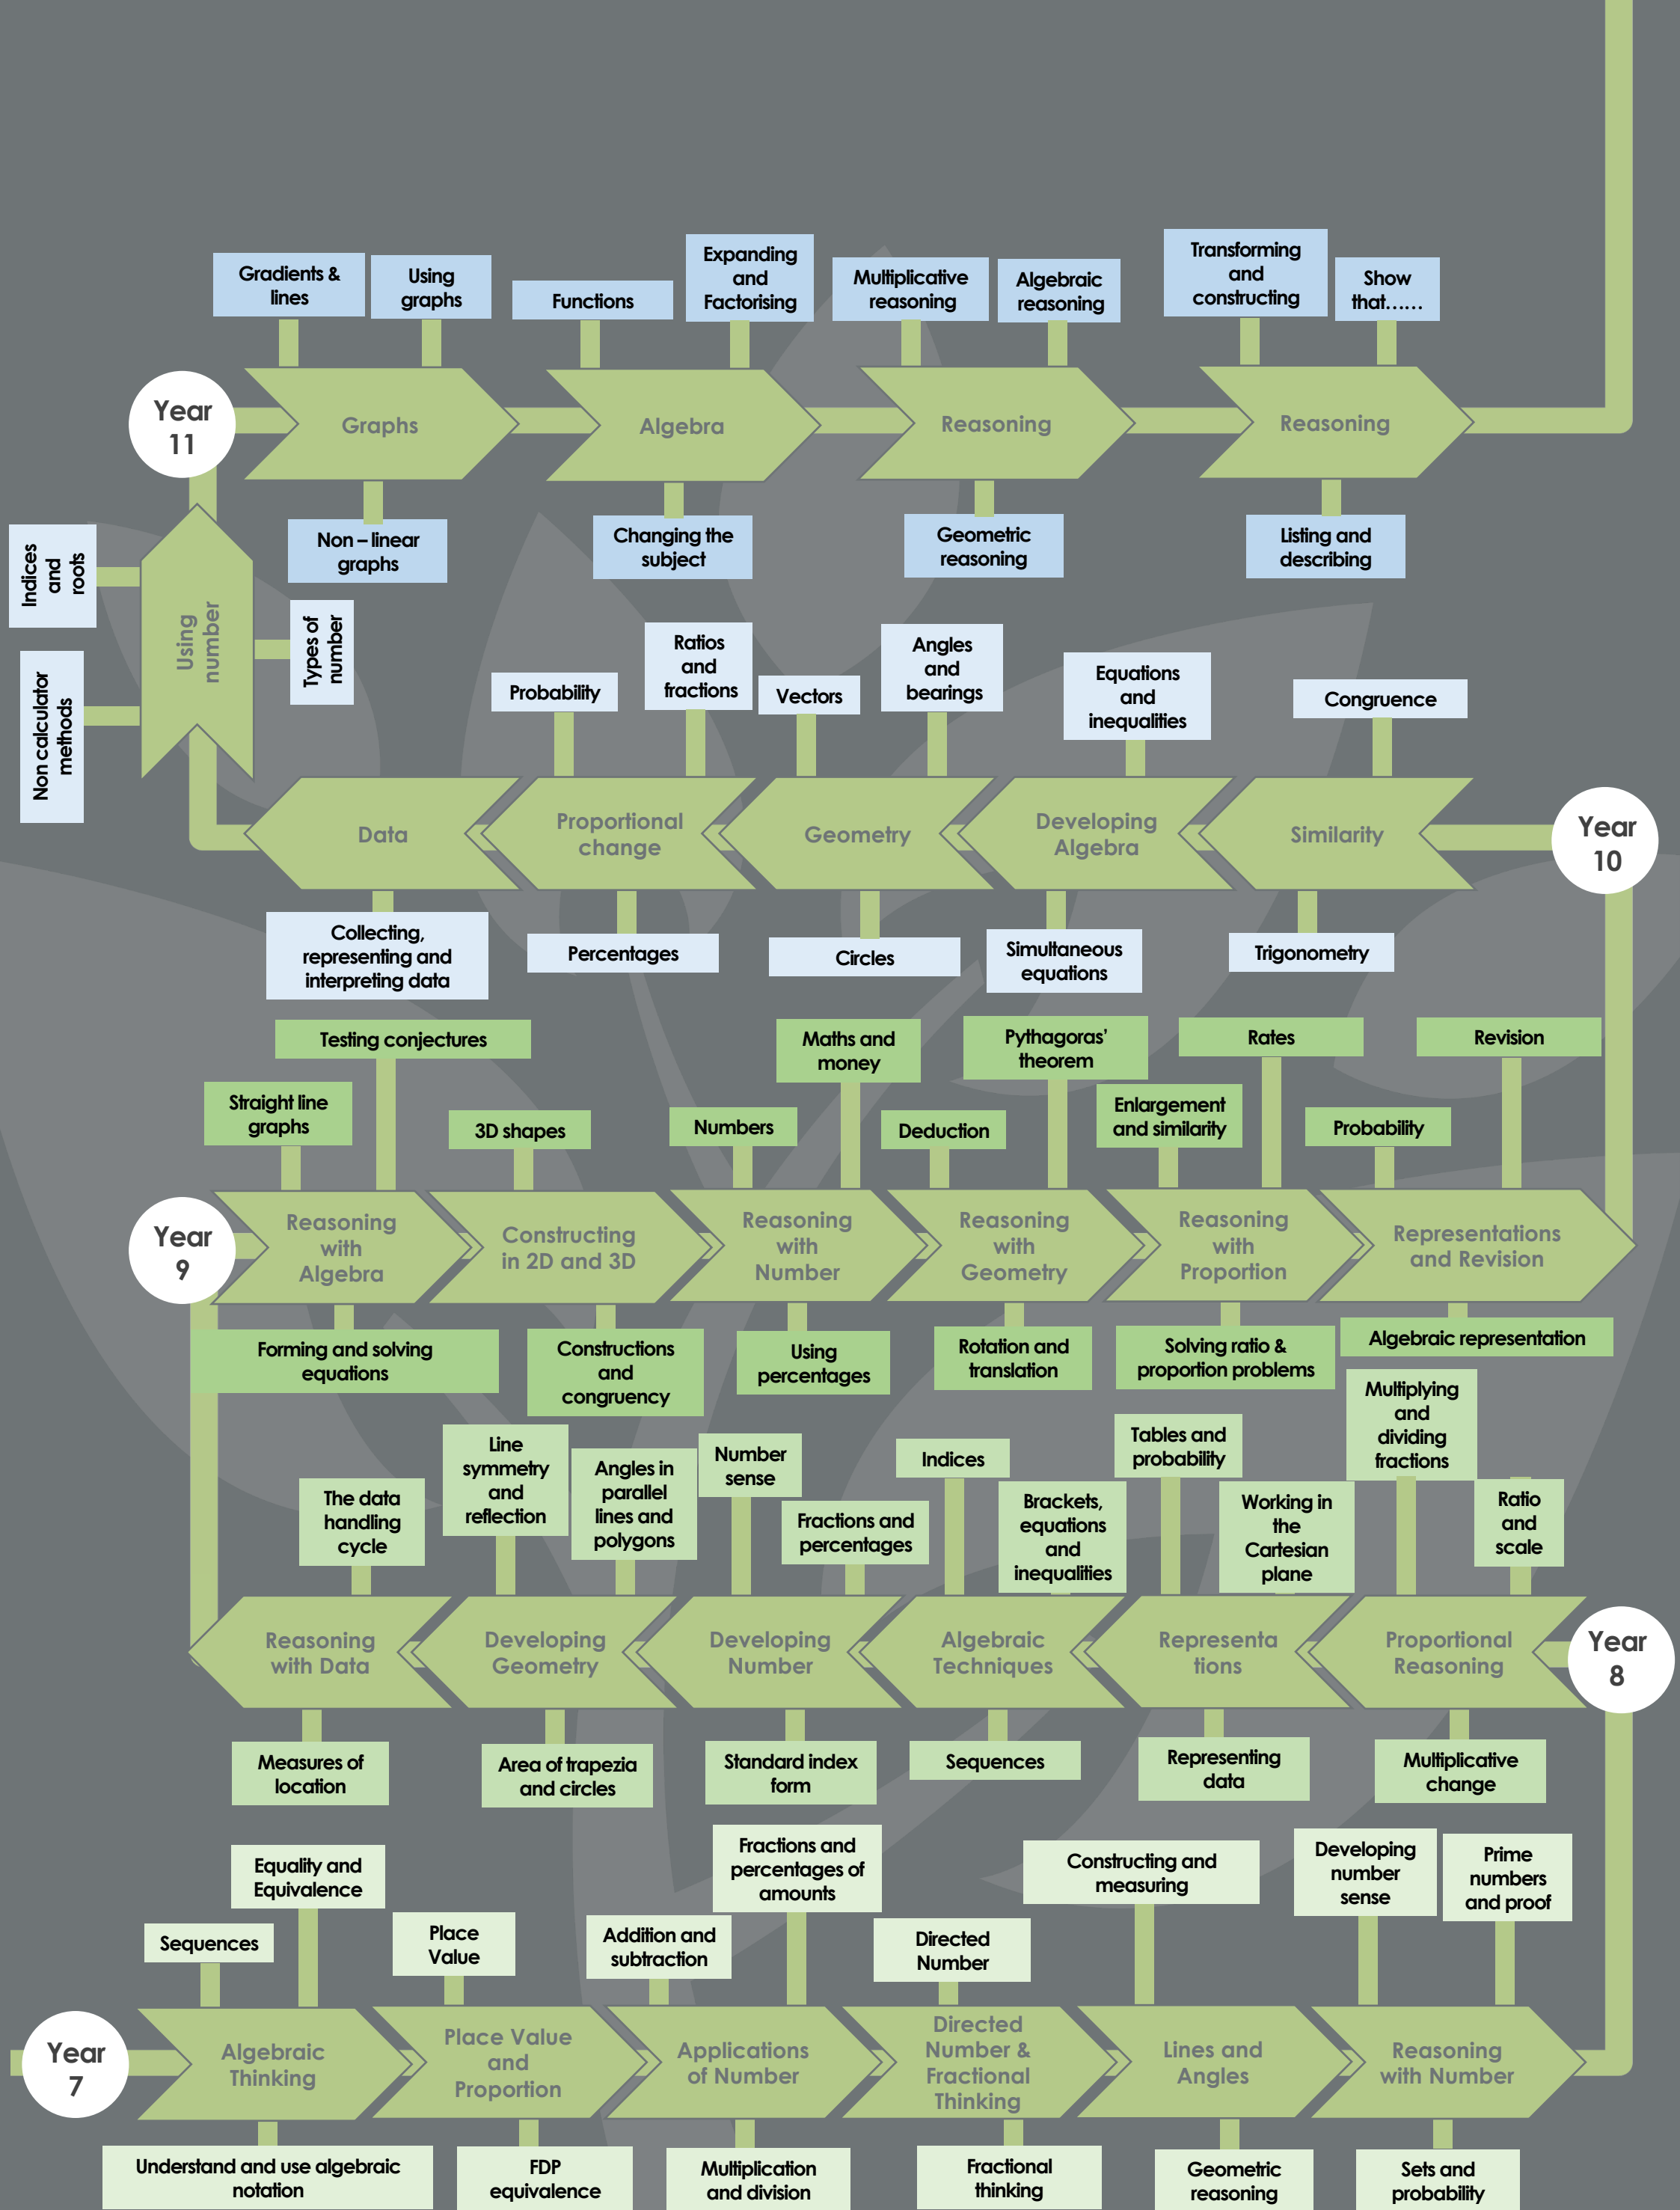 Transforming
and
constructing
Expanding
and
Factorising
Gradients &
lines
Using
graphs
Functions
Multiplicative
reasoning
Algebraic
reasoning
Show
that……
Year
11
Graphs
Algebra
Reasoning
Reasoning
Non – linear
graphs
Changing the
subject
Geometric
reasoning
Listing and
describing
Indices
and
roots
Using
number
Types of
number
Non calculator
methods
Probability
Ratios
and
fractions
Vectors
Angles
and
bearings
Equations
and
inequalities
Congruence
Data
Proportional
change
Geometry
Developing
Algebra
Similarity
Year
10
Collecting,
representing and
interpreting data
Percentages
Circles
Simultaneous
equations
Trigonometry
Testing conjectures
Maths and
money
Pythagoras’
theorem
Rates
Revision
Straight line
graphs
3D shapes
Numbers
Deduction
Enlargement
and similarity
Probability
Year
9
Reasoning
with
Algebra
Constructing
in 2D and 3D
Reasoning
with
Number
Reasoning
with
Geometry
Reasoning
with
Proportion
Representations
and Revision
Forming and solving
equations
Constructions
and
congruency
Using
percentages
Rotation and
translation
Solving ratio &
proportion problems
Algebraic representation
The data
handling
cycle
Line
symmetry
and
reflection
Angles in
parallel
lines and
polygons
Number
sense
Fractions and
percentages
Indices
Brackets,
equations
and
inequalities
Tables and
probability
Working in
the
Cartesian
plane
Multiplying
and
dividing
fractions
Ratio
and
scale
Reasoning
with Data
Developing
Geometry
Developing
Number
Algebraic
Techniques
Representa
tions
Proportional
Reasoning
Year
8
Measures of
location
Area of trapezia
and circles
Standard index
form
Sequences
Representing
data
Multiplicative
change
Sequences
Equality and
Equivalence
Place
Value
Addition and
subtraction
Fractions and
percentages of
amounts
Directed
Number
Constructing and
measuring
Developing
number
sense
Prime
numbers
and proof
Year
7
Algebraic
Thinking
Place Value
and
Proportion
Applications
of Number
Directed
Number &
Fractional
Thinking
Lines and
Angles
Reasoning
with Number
Understand and use algebraic
notation
FDP
equivalence
Multiplication
and division
Fractional
thinking
Geometric
reasoning
Sets and
probability